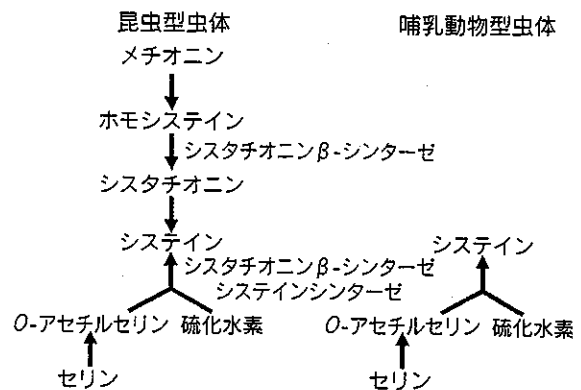 昆虫型虫体
メチオニン
ホモシステイン
シスタチオニンβ-シンターゼ
シスタチオニン
システイン
シスタチオニンβ-シンターゼ
システインシンターゼ
O-アセチルセリン 硫化水素
セリン
哺乳動物型虫体
システイン
O-アセチルセリン 硫化水素
セリン